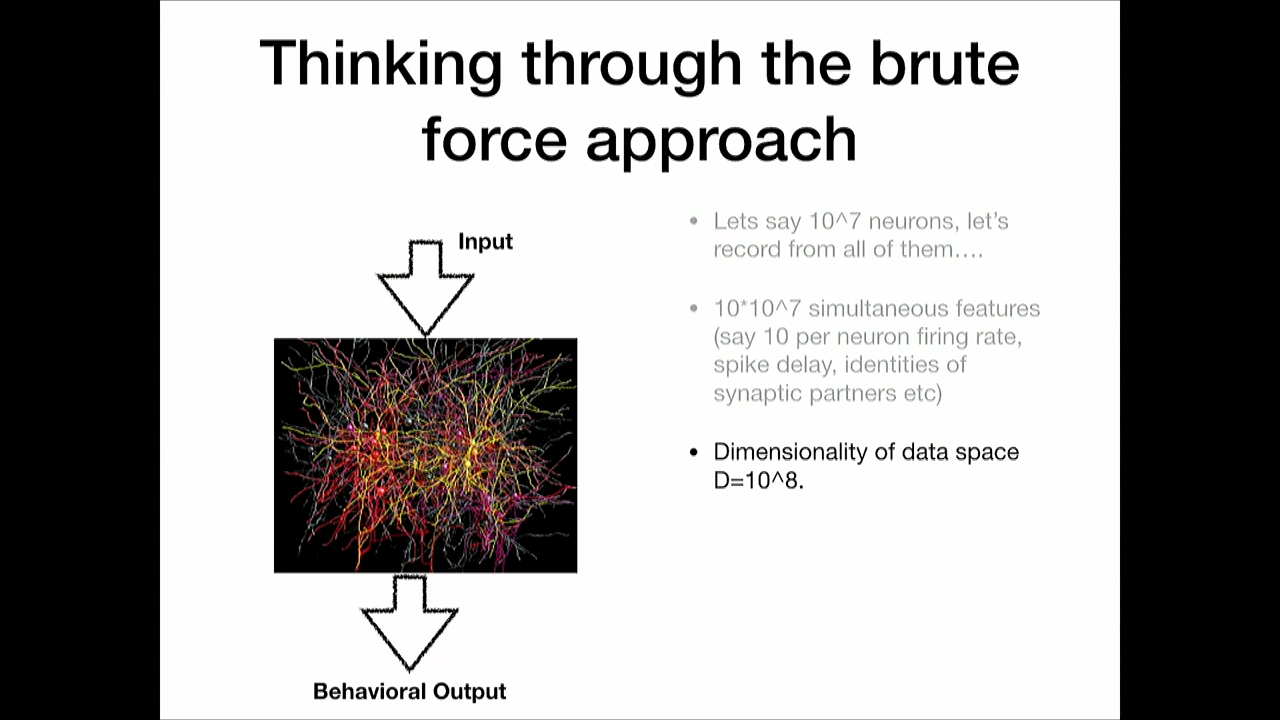 Thinking through the brute
force approach
Input
Behavioral Output
• Lets say 10^7 neurons, let's
record from all of them....
• 10*10^7 simultaneous features
(say 10 per neuron firing rate,
spike delay, identities of
synaptic partners etc)
• Dimensionality of data space
D=10^8.